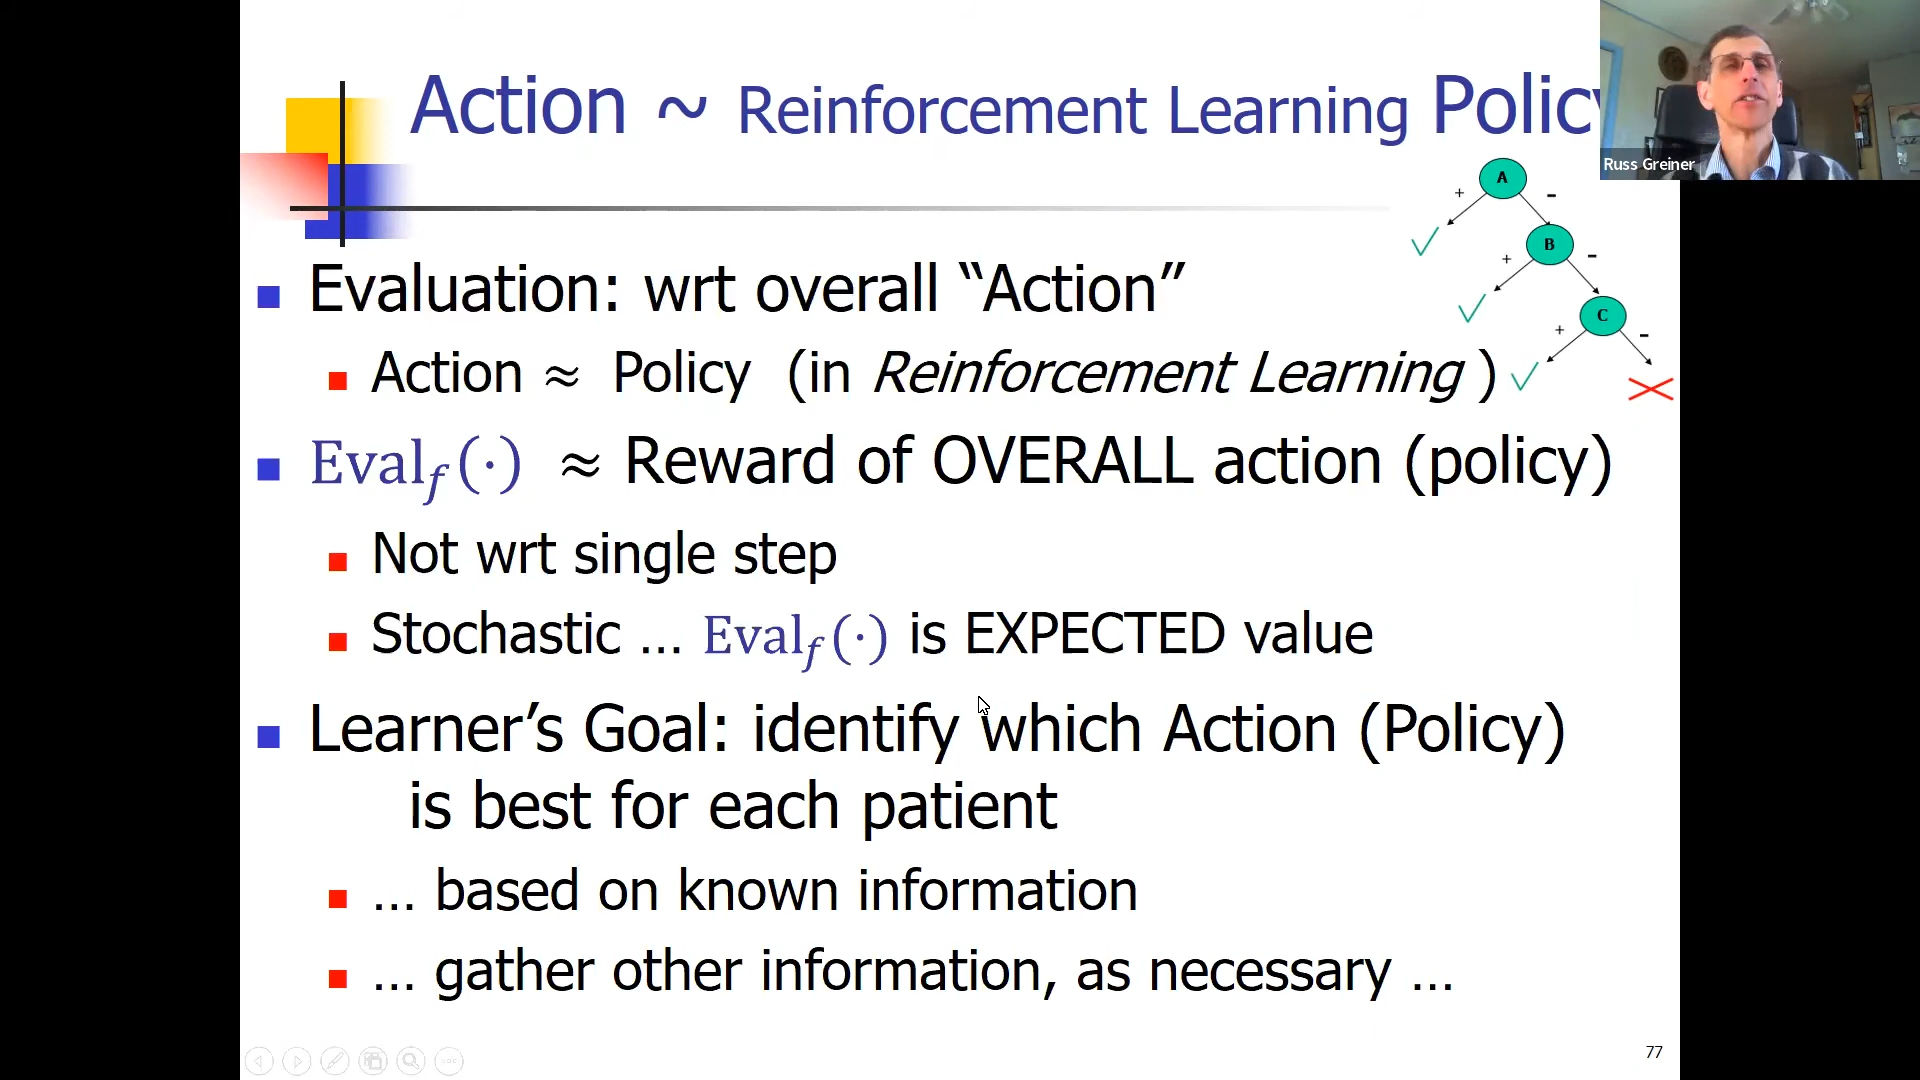 Action ~ Reinforcement Learning Policy
Russ Greiner
A
+ -
B
+ -
C
+ -
Evaluation: wrt overall “Action”
Action ≈ Policy (in Reinforcement Learning )
Eval_f(·) ≈ Reward of OVERALL action (policy)
Not wrt single step
Stochastic … Eval_f(·) is EXPECTED value
Learner’s Goal: identify which Action (Policy)
is best for each patient
… based on known information
… gather other information, as necessary …
77